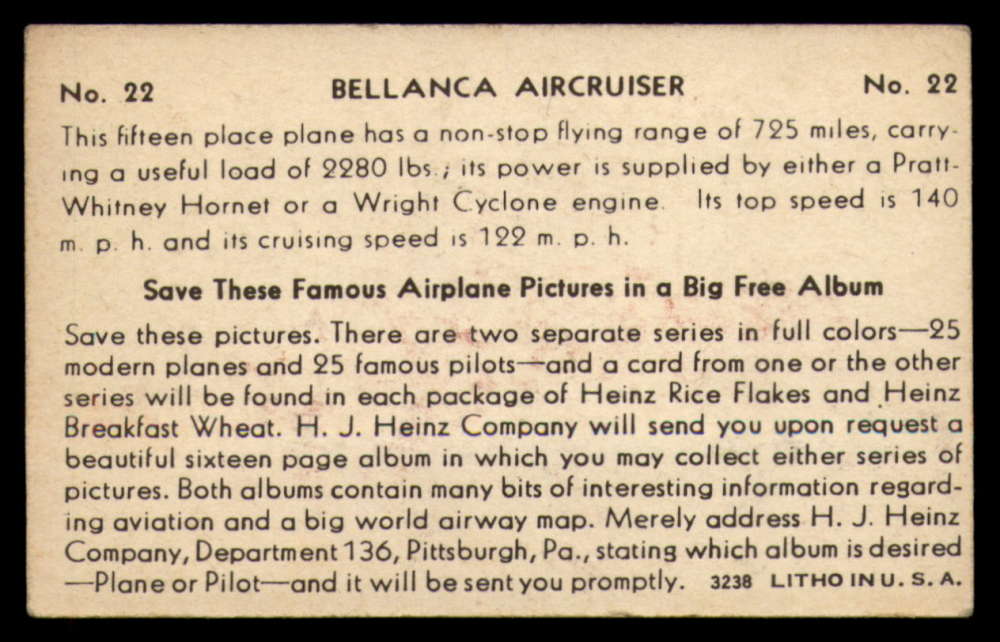 No. 22 BELLANCA AIRCRUISER No. 22
This fifteen place plane has a non-stop flying range of 725 miles, carry-
ing a useful load of 2280 lbs.; its power is supplied by either a Pratt-
Whitney Hornet or a Wright Cyclone engine. Its top speed is 140
m. p. h. and its cruising speed is 122 m. p. h.
Save These Famous Airplane Pictures in a Big Free Album
Save these pictures. There are two separate series in full colors—25
modern planes and 25 famous pilots—and a card from one or the other
series will be found in each package of Heinz Rice Flakes and Heinz
Breakfast Wheat. H. J. Heinz Company will send you upon request a
beautiful sixteen page album in which you may collect either series of
pictures. Both albums contain many bits of interesting information regard-
ing aviation and a big world airway map. Merely address H. J. Heinz
Company, Department 136, Pittsburgh, Pa., stating which album is desired
—Plane or Pilot—and it will be sent you promptly. 3238 LITHO IN U. S. A.